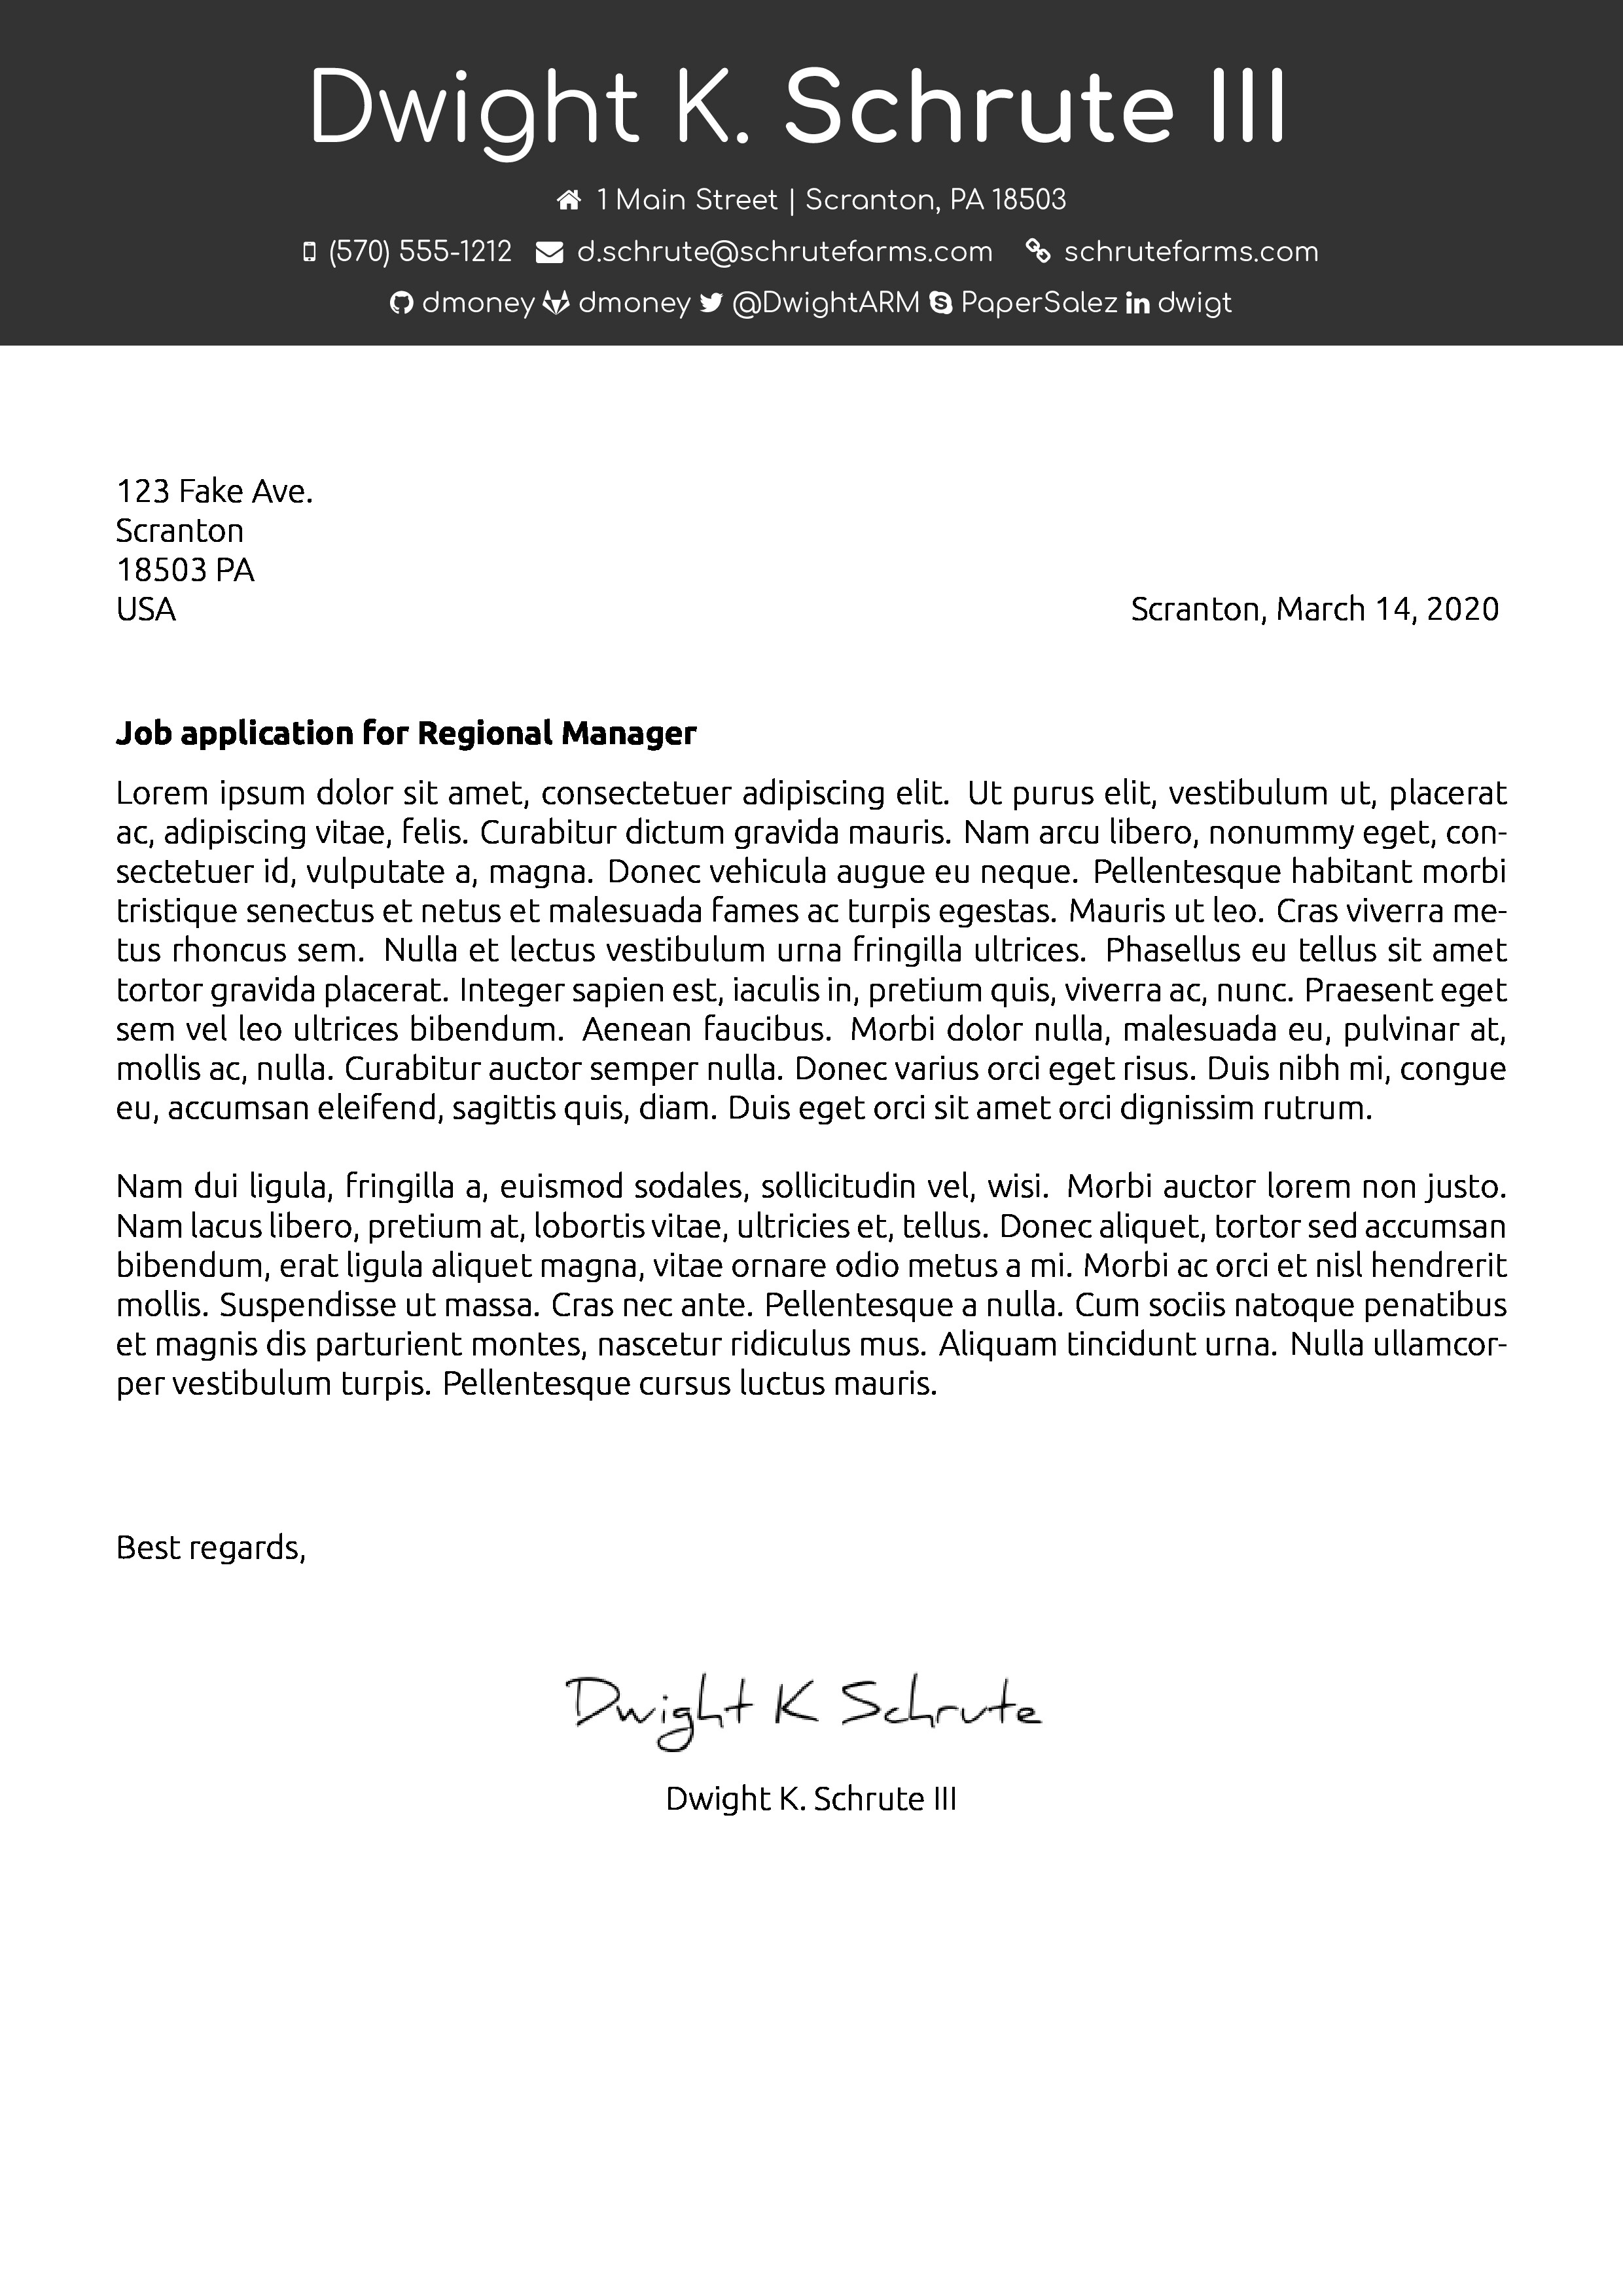 Dwight K. Schrute III
1 Main Street | Scranton, PA 18503
(570) 555-1212 d.schrute@schrutefarms.com schrutefarms.com
dmoney dmoney @DwightARM PaperSalez dwigt
123 Fake Ave.
Scranton
18503 PA
USA
Scranton, March 14, 2020
Job application for Regional Manager
Lorem ipsum dolor sit amet, consectetuer adipiscing elit. Ut purus elit, vestibulum ut, placerat
ac, adipiscing vitae, felis. Curabitur dictum gravida mauris. Nam arcu libero, nonummy eget, con-
sectetuer id, vulputate a, magna. Donec vehicula augue eu neque. Pellentesque habitant morbi
tristique senectus et netus et malesuada fames ac turpis egestas. Mauris ut leo. Cras viverra me-
tus rhoncus sem. Nulla et lectus vestibulum urna fringilla ultrices. Phasellus eu tellus sit amet
tortor gravida placerat. Integer sapien est, iaculis in, pretium quis, viverra ac, nunc. Praesent eget
sem vel leo ultrices bibendum. Aenean faucibus. Morbi dolor nulla, malesuada eu, pulvinar at,
mollis ac, nulla. Curabitur auctor semper nulla. Donec varius orci eget risus. Duis nibh mi, congue
eu, accumsan eleifend, sagittis quis, diam. Duis eget orci sit amet orci dignissim rutrum.
Nam dui ligula, fringilla a, euismod sodales, sollicitudin vel, wisi. Morbi auctor lorem non justo.
Nam lacus libero, pretium at, lobortis vitae, ultricies et, tellus. Donec aliquet, tortor sed accumsan
bibendum, erat ligula aliquet magna, vitae ornare odio metus a mi. Morbi ac orci et nisl hendrerit
mollis. Suspendisse ut massa. Cras nec ante. Pellentesque a nulla. Cum sociis natoque penatibus
et magnis dis parturient montes, nascetur ridiculus mus. Aliquam tincidunt urna. Nulla ullamcor-
per vestibulum turpis. Pellentesque cursus luctus mauris.
Best regards,
Dwight K Schrute
Dwight K. Schrute III